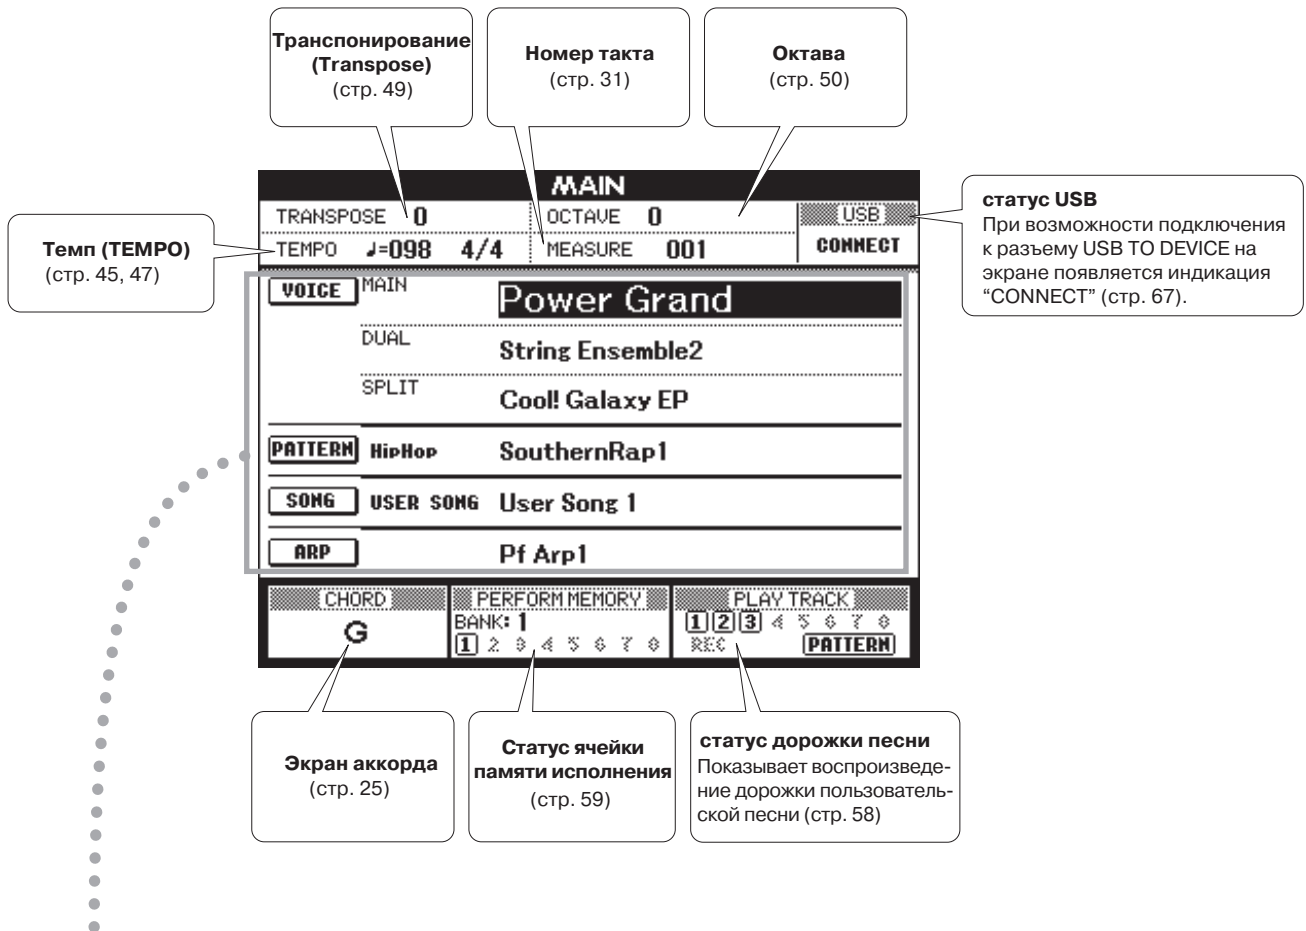 Транспонирование
(Transpose)
(стр. 49)
Номер такта
(стр. 31)
Октава
(стр. 50)
Темп (TEMPO)
(стр. 45, 47)
статус USB
При возможности подключения
к разъему USB TO DEVICE на
экране появляется индикация
“CONNECT” (стр. 67).
MAIN
TRANSPOSE 0
OCTAVE 0
USB
TEMPO ♩=098 4/4
MEASURE 001
CONNECT
VOICE MAIN Power Grand
DUAL String Ensemble2
SPLIT Cool! Galaxy EP
PATTERN HipHop SouthernRap1
SONG USER SONG User Song 1
ARP Pf Arp1
CHORD
G
PERFORM MEMORY
BANK: 1
1 2 3 4 5 6 7 8
PLAY TRACK
1 2 3 4 5 6 7 8
REC PATTERN
Экран аккорда
(стр. 25)
Статус ячейки
памяти исполнения
(стр. 59)
статус дорожки песни
Показывает воспроизведе-
ние дорожки пользователь-
ской песни (стр. 58)